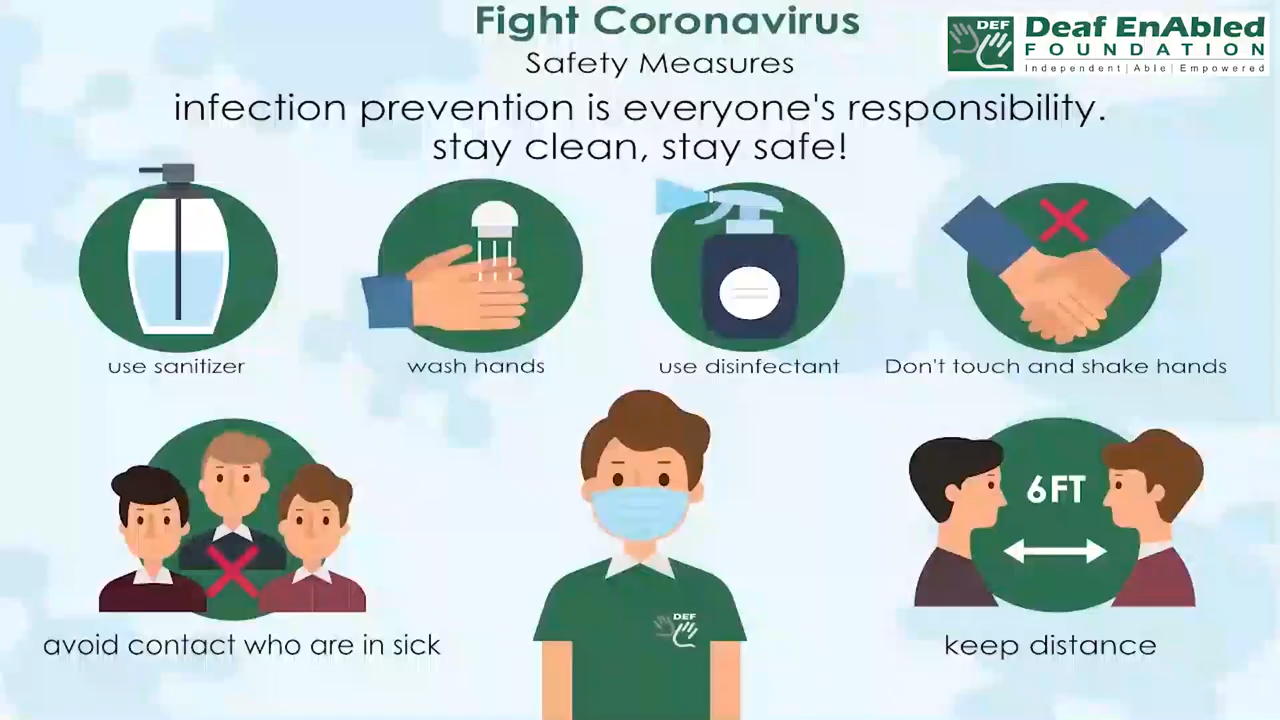 Fight Coronavirus
Safety Measures
DEF
Deaf EnAbled
FOUNDATION
Independent | Able | Empowered
infection prevention is everyone's responsibility.
stay clean, stay safe!
use sanitizer
wash hands
use disinfectant
Don't touch and shake hands
6FT
DEF
avoid contact who are in sick
keep distance